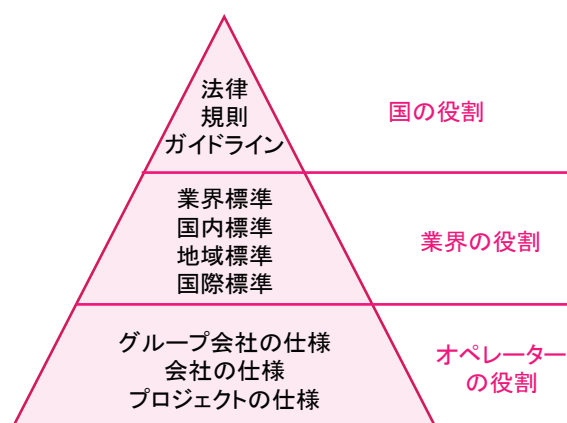 法律
規則
ガイドライン
国の役割
業界標準
国内標準
地域標準
国際標準
業界の役割
グループ会社の仕様
会社の仕様
プロジェクトの仕様
オペレーター
の役割